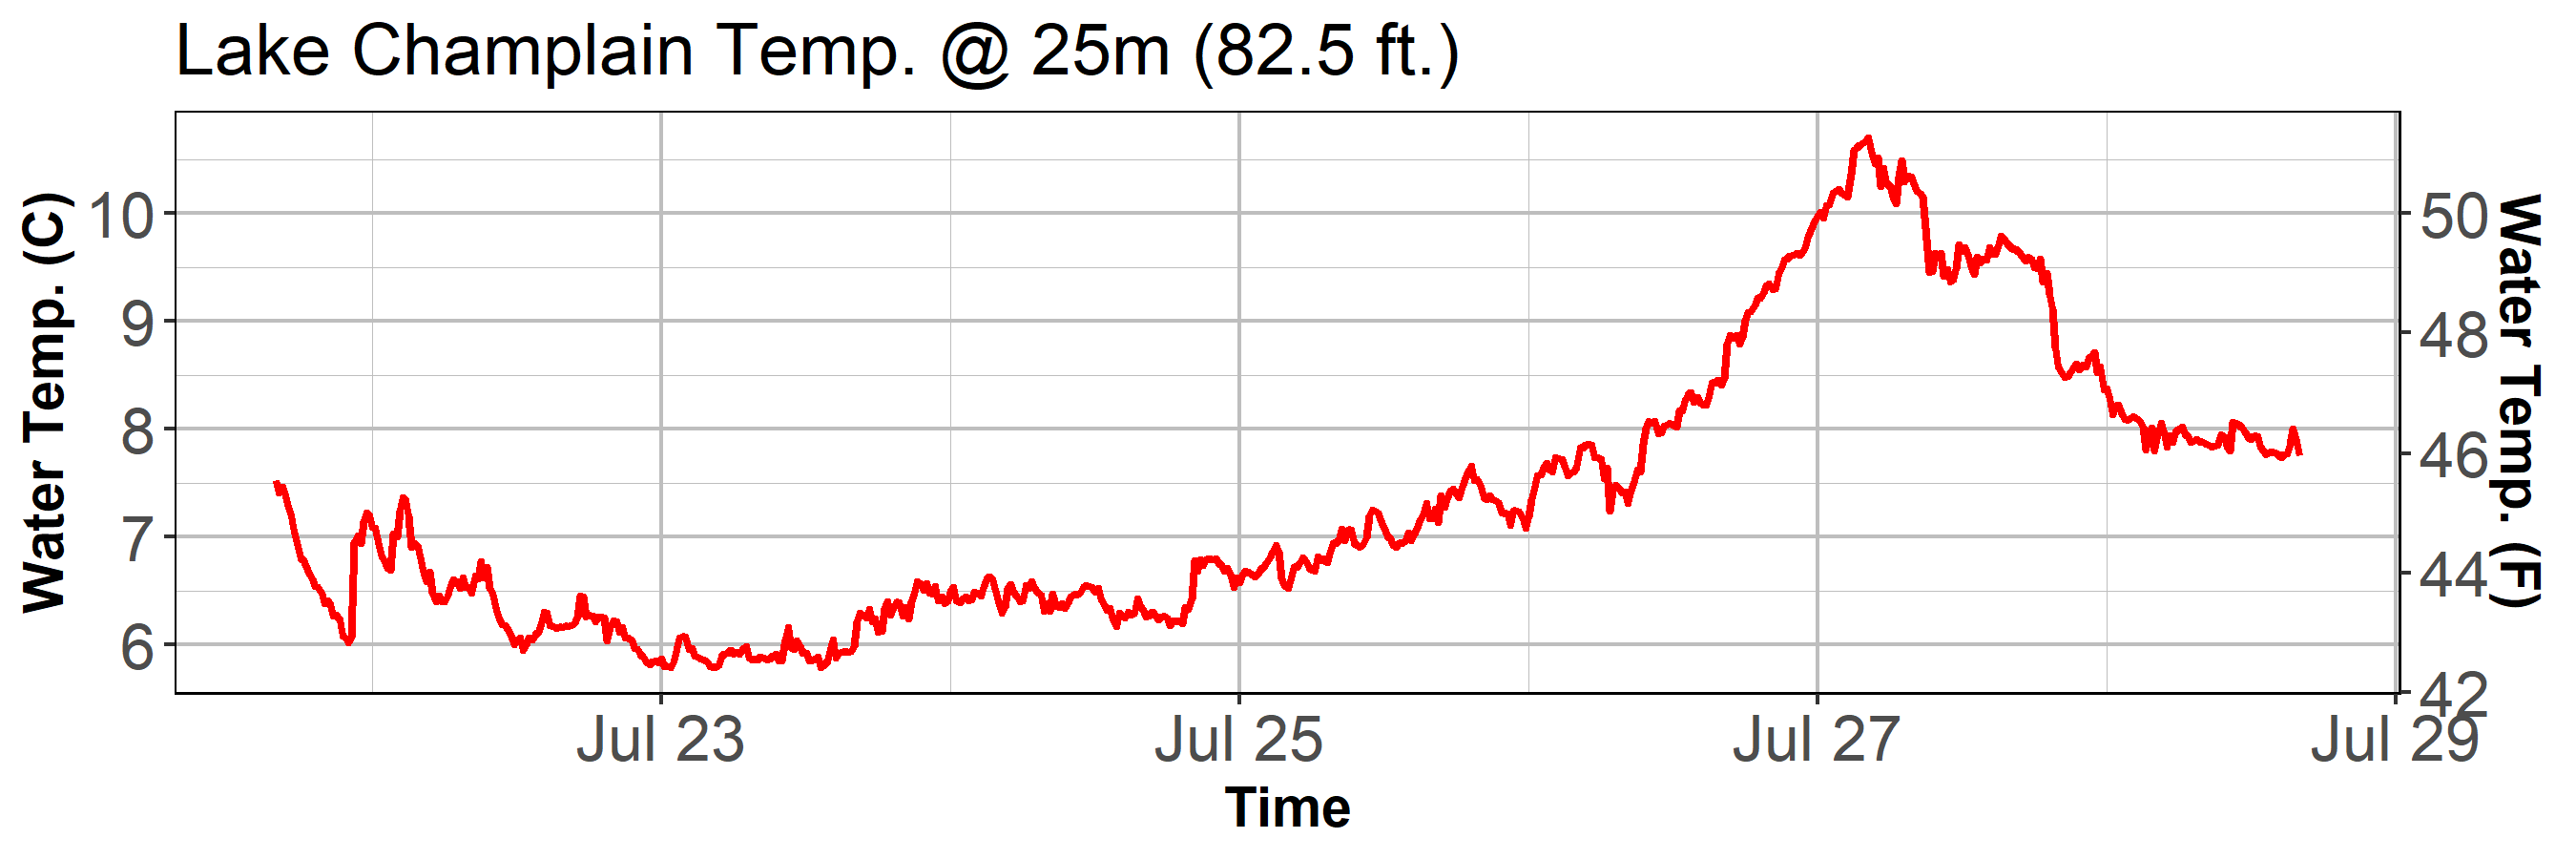 Lake Champlain Temp. @ 25m (82.5 ft.)
Water Temp. (C)
10
9
8
7
6
50
48
46
44
42
Water Temp. (F)
Jul 23
Jul 25
Jul 27
Jul 29
Time